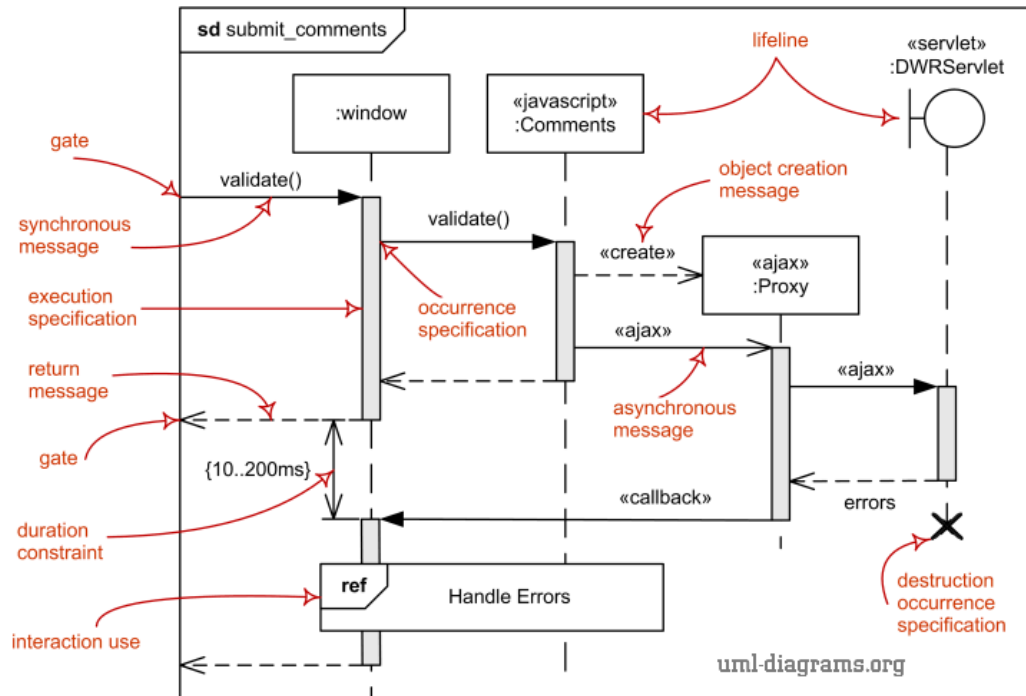 sd submit_comments
lifeline
«servlet»
:DWRServlet
:window
«javascript»
:Comments
gate
validate()
synchronous
message
validate()
object creation
message
«create»
«ajax»
:Proxy
execution
specification
occurrence
specification
«ajax»
return
message
asynchronous
message
«ajax»
gate
{10..200ms}
«callback»
errors
duration
constraint
ref
Handle Errors
destruction
occurrence
specification
interaction use
uml-diagrams.org